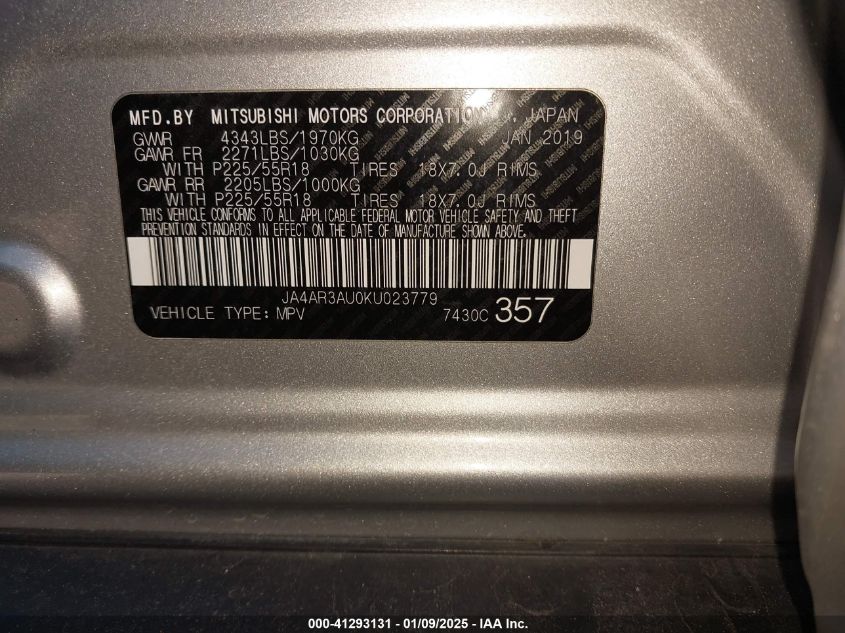 MFD.BY MITSUBISHI MOTORS CORPORATION JAPAN
GVWR 4343LBS/1970KG JAN 2019
GAWR FR 2271LBS/1030KG
WITH P225/55R18 TIRES 18X7.0J RIMS
GAWR RR 2205LBS/1000KG
WITH P225/55R18 TIRES 18X7.0J RIMS
THIS VEHICLE CONFORMS TO ALL APPLICABLE FEDERAL MOTOR VEHICLE SAFETY AND THEFT
PREVENTION STANDARDS IN EFFECT ON THE DATE OF MANUFACTURE SHOWN ABOVE.
JA4AR3AU0KU023779
VEHICLE TYPE: MPV 7430C 357
000-41293131 - 01/09/2025 - IAA Inc.